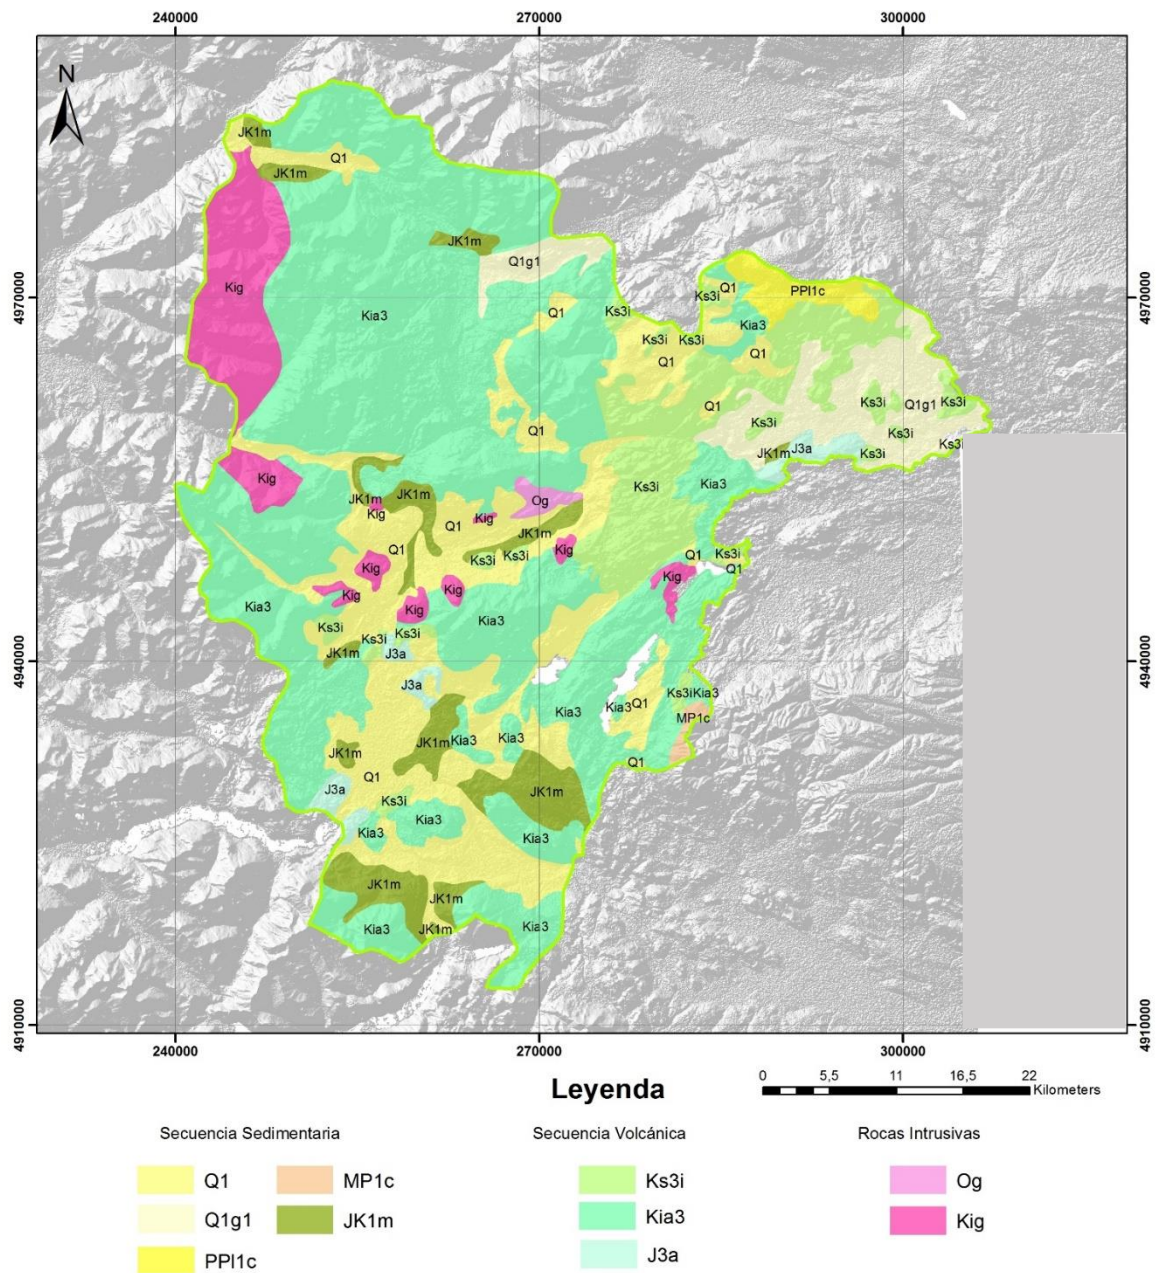 240000 270000 300000
N
JK1m
Q1
JK1m
JK1m
Q1g1
Kig
Ks3i Q1
PPl1c
4970000 4970000
Kia3
Q1
Ks3i
Kia3
Ks3i Ks3i
Q1
Q1
Ks3i Q1g1 Ks3i
Q1
Ks3i
Q1
Ks3i
Ks3i
J3a
JK1m
Ks3i
Kig
Kia3
Ks3i
JK1m
JK1m
Og
Kig
Kig
Q1
JK1m
Q1
Kig
Ks3i
Ks3i
Q1
Ks3i
Q1
Kig
Kig
Kig
Kig
Kia3
Kig
Kia3
Ks3i
Ks3i
Ks3i
JK1m
J3a
4940000 4940000
J3a
Ks3iKia3
Kia3 Q1
Kia3
MP1c
JK1m
Kia3
Kia3
JK1m
Q1
Q1
J3a
JK1m
Ks3i
Kia3
Kia3
Kia3
JK1m
JK1m
Kia3
JK1m
Kia3
4910000 4910000
240000 270000 300000
Leyenda
0 5,5 11 16,5 22
Kilometers
Secuencia Sedimentaria
Q1 MP1c
Q1g1 JK1m
PPl1c
Secuencia Volcánica
Ks3i
Kia3
J3a
Rocas Intrusivas
Og
Kig